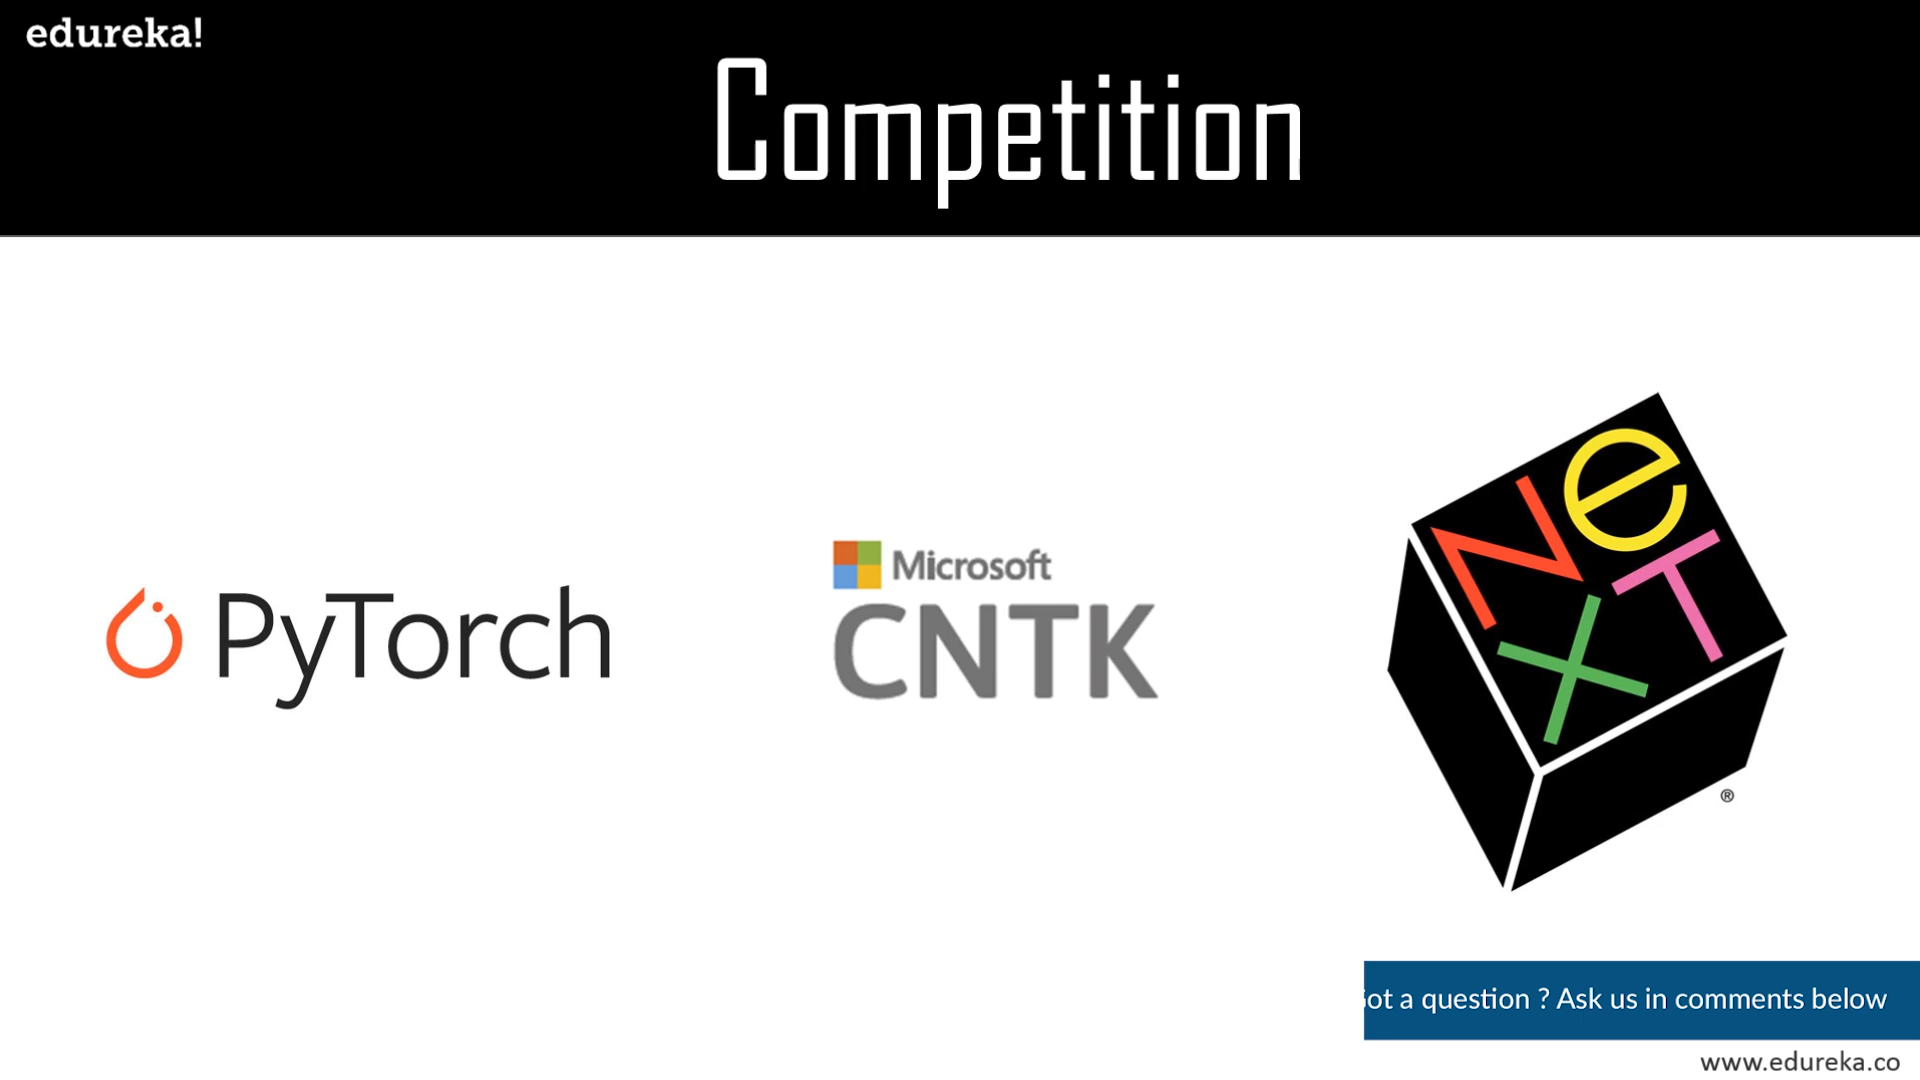 edureka!
Competition
PyTorch
Microsoft
CNTK
NeXT
®
ot a question ? Ask us in comments below
www.edureka.co